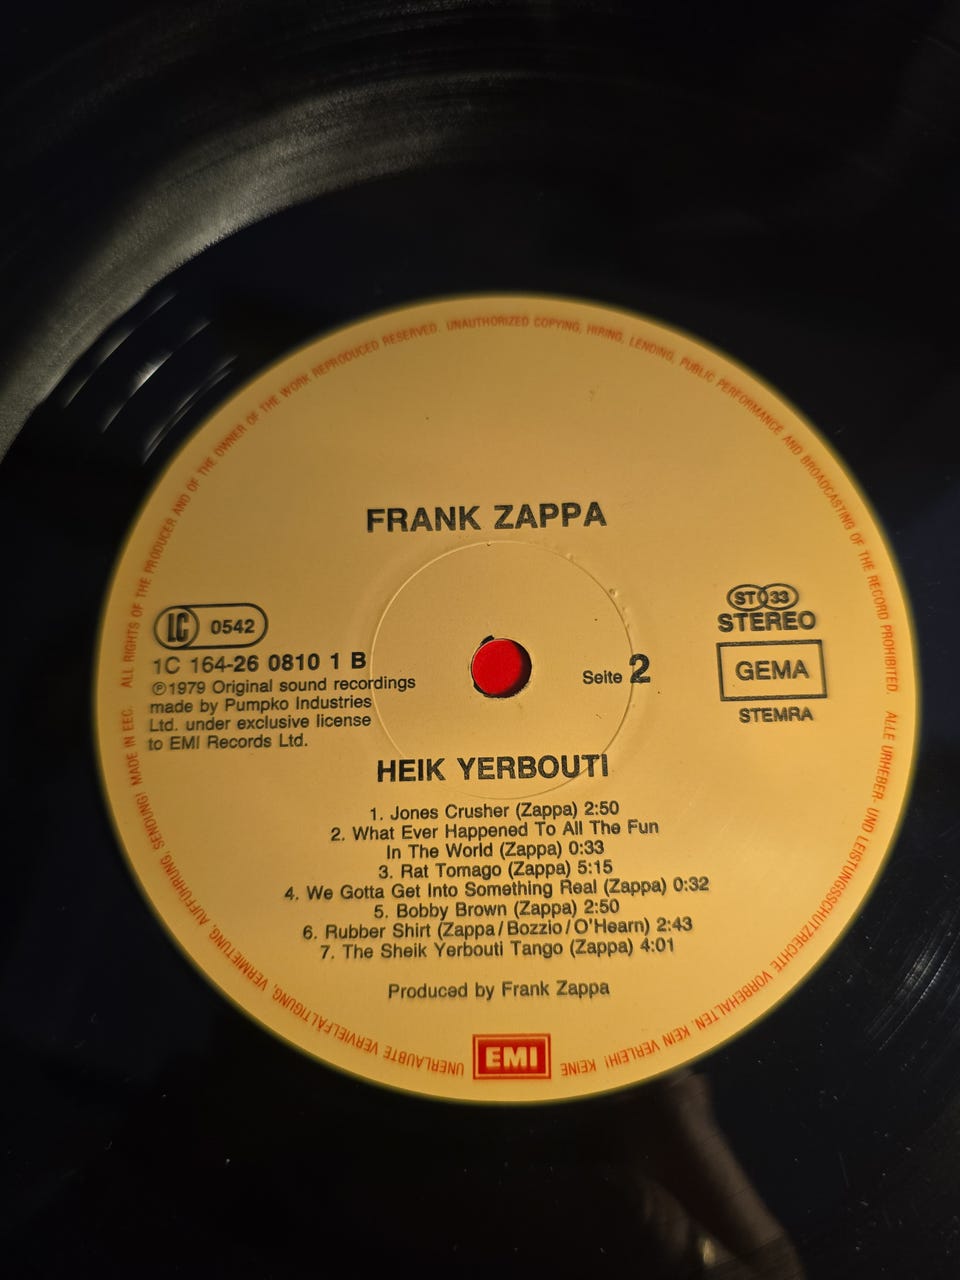 ALL RIGHTS OF THE PRODUCER AND OF THE OWNER OF THE WORK REPRODUCED RESERVED. UNAUTHORIZED COPYING, HIRING, LENDING, PUBLIC PERFORMANCE AND BROADCASTING OF THE RECORD PROHIBITED.
ALLE URHEBER- UND LEISTUNGSSCHUTZRECHTE VORBEHALTEN. KEIN VERLEIH! KEINE UNERLAUBTE VERVIELFÄLTIGUNG, VERMIETUNG, AUFFÜHRUNG, SENDUNG! MADE IN EEC.
FRANK ZAPPA
LC 0542
1C 164-26 0810 1 B
℗1979 Original sound recordings
made by Pumpko Industries
Ltd. under exclusive license
to EMI Records Ltd.
Seite 2
ST 33
STEREO
GEMA
STEMRA
HEIK YERBOUTI
1. Jones Crusher (Zappa) 2:50
2. What Ever Happened To All The Fun
In The World (Zappa) 0:33
3. Rat Tomago (Zappa) 5:15
4. We Gotta Get Into Something Real (Zappa) 0:32
5. Bobby Brown (Zappa) 2:50
6. Rubber Shirt (Zappa/Bozzio/O'Hearn) 2:43
7. The Sheik Yerbouti Tango (Zappa) 4:01
Produced by Frank Zappa
EMI